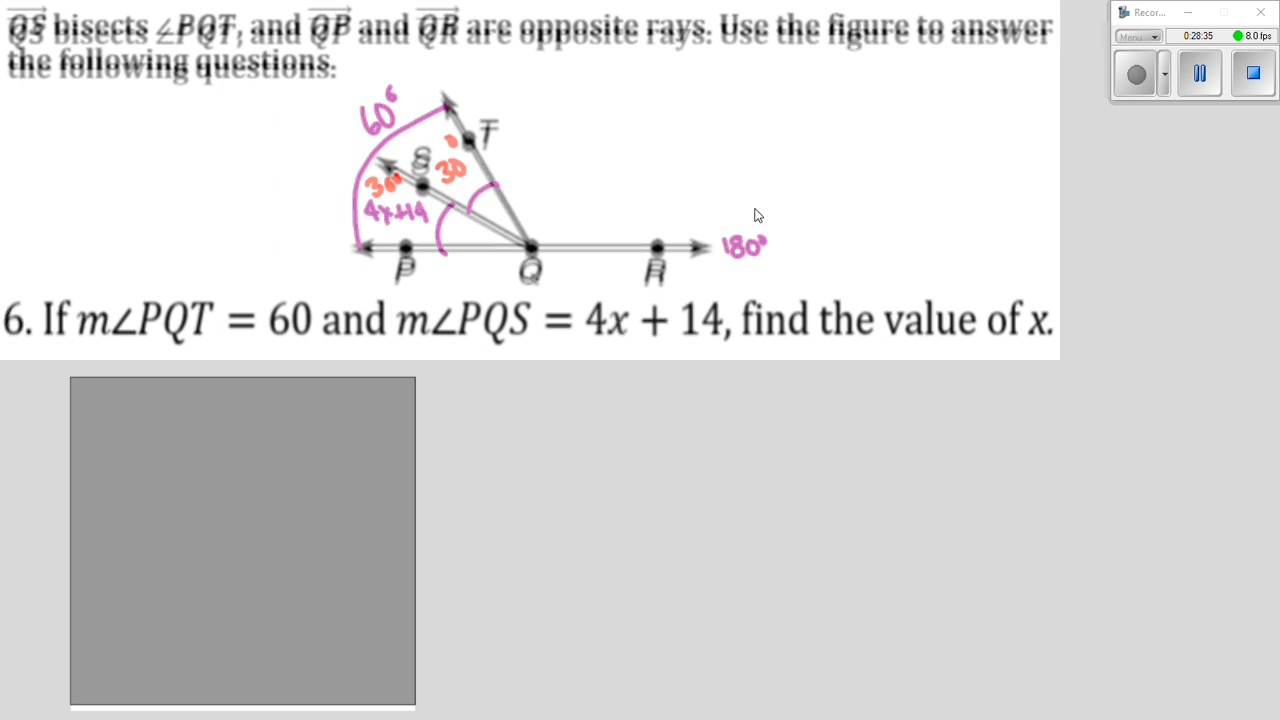 QS bisects ∠PQT, and QP and QR are opposite rays. Use the figure to answer
the following questions.
60°
T
S
30°
30°
4x+14
180°
P
Q
R
6. If m∠PQT = 60 and m∠PQS = 4x + 14, find the value of x.
Recor...
Menu
0:28:35
8.0 fps